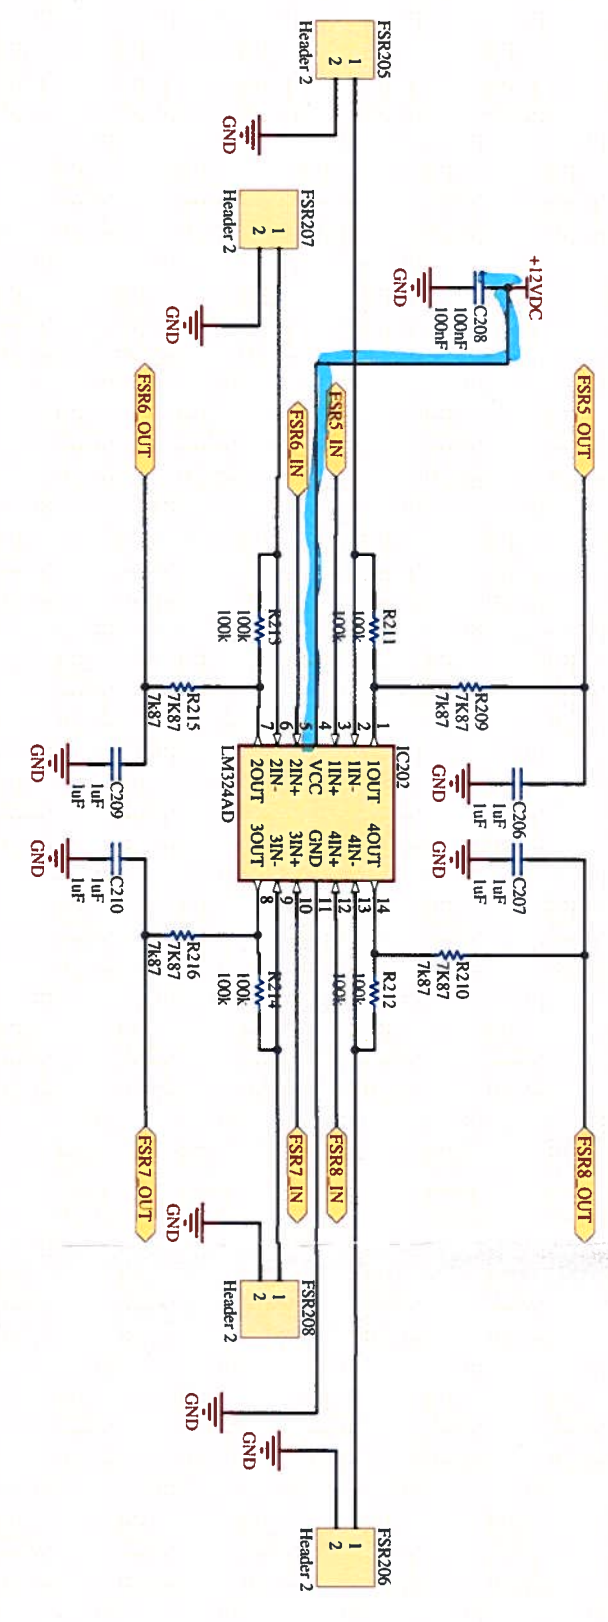 FSR5_OUT
FSR8_OUT
+12VDC
C208
100nF
100nF
GND
C206
1uF
1uF
GND
C207
1uF
1uF
GND
R209
7K87
7k87
R210
7K87
7k87
FSR205
1
2
Header 2
GND
R211
100k
R212
100k
FSR206
1
2
Header 2
GND
FSR5_IN
FSR8_IN
FSR6_IN
FSR7_IN
IC202
1
1OUT
4OUT
14
2
1IN-
4IN-
13
3
1IN+
4IN+
12
4
VCC
GND
11
5
2IN+
3IN+
10
6
2IN-
3IN-
9
7
2OUT
3OUT
8
LM324AD
FSR207
1
2
Header 2
GND
R213
100k
100k
R214
100k
100k
FSR208
1
2
Header 2
GND
GND
R215
7K87
7k87
R216
7K87
7k87
FSR6_OUT
FSR7_OUT
C209
1uF
1uF
GND
C210
1uF
1uF
GND